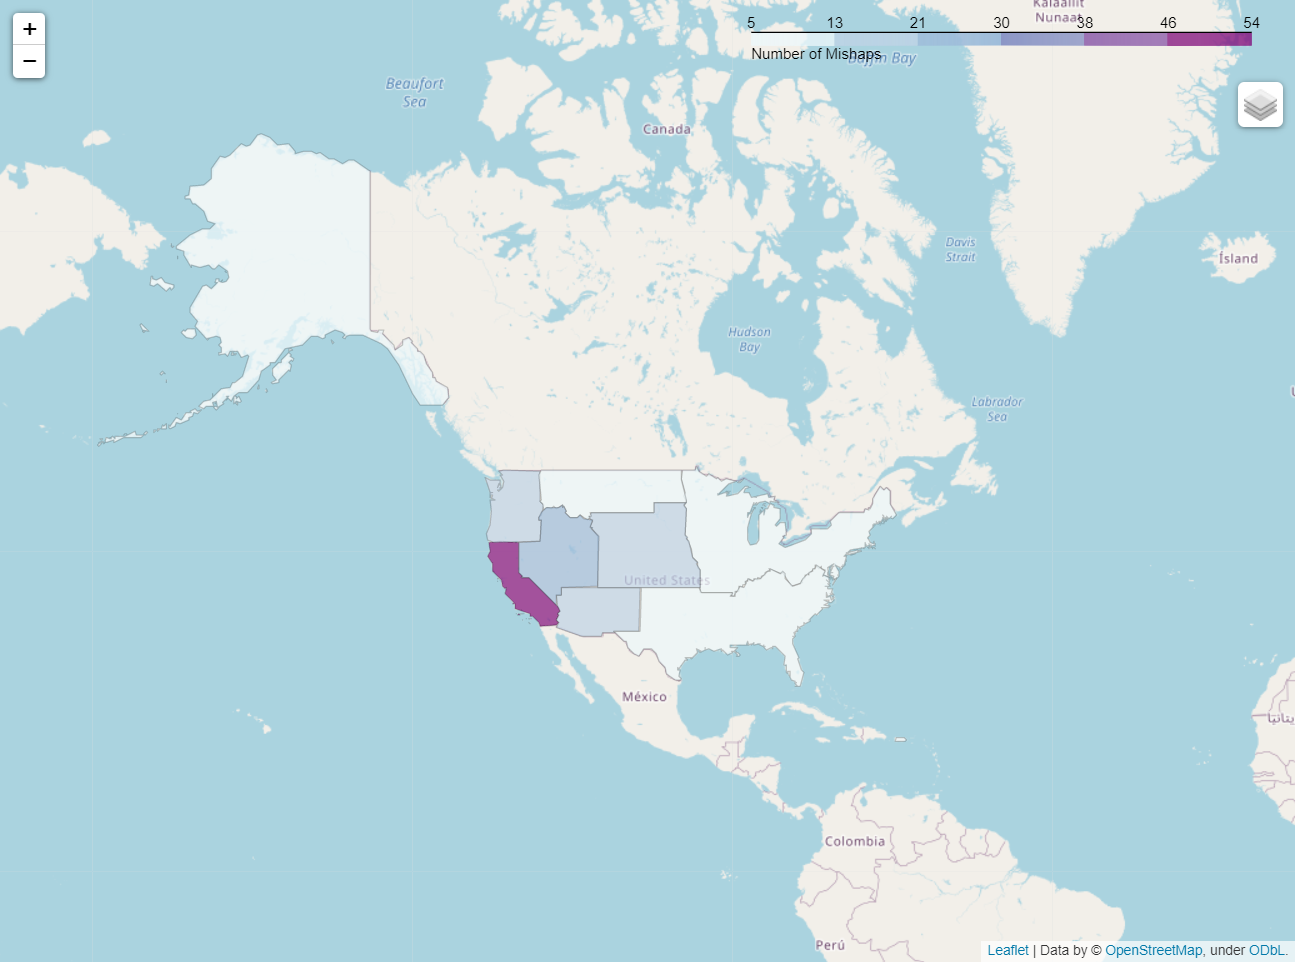 +
−
Kalaallit
Nunaat
5 13 21 30 38 46 54
Number of Mishaps
Baffin Bay
Beaufort
Sea
Canada
Davis
Strait
Ísland
Hudson
Bay
Labrador
Sea
United States
México
Colombia
Perú
Leaflet | Data by © OpenStreetMap, under ODbL.